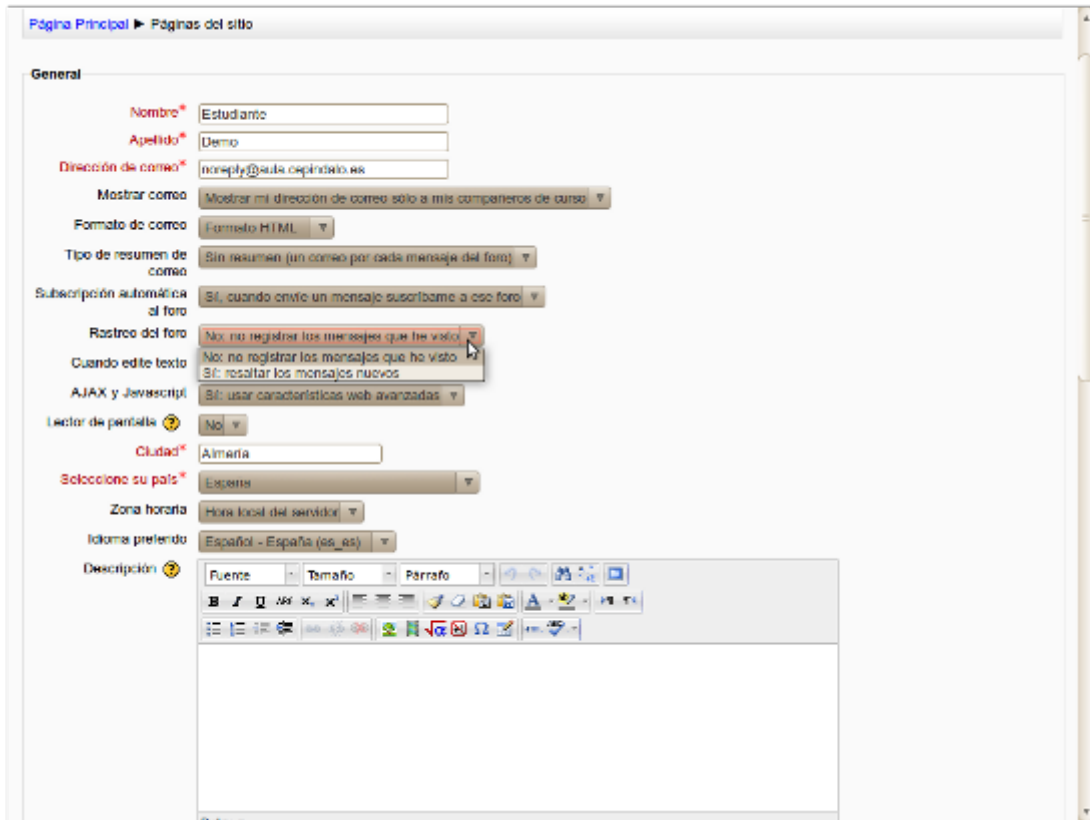 Página Principal ► Páginas del sitio
General
Nombre* Estudiante
Apellido* Demo
Dirección de correo* noreply@aula.cepindalo.es
Mostrar correo Mostrar mi dirección de correo sólo a mis compañeros de curso
Formato de correo Formato HTML
Tipo de resumen de correo Sin resumen (un correo por cada mensaje del foro)
Subscripción automática al foro Sí, cuando envíe un mensaje suscríbame a ese foro
Rastreo del foro No: no registrar los mensajes que he visto
No: no registrar los mensajes que he visto
Cuando edite texto
Sí: resaltar los mensajes nuevos
AJAX y Javascript Sí: usar características web avanzadas
Lector de pantalla No
Ciudad* Almería
Seleccione su país* España
Zona horaria Hora local del servidor
Idioma preferido Español - España (es_es)
Descripción Fuente Tamaño Párrafo
B I U ABC x₂ x²